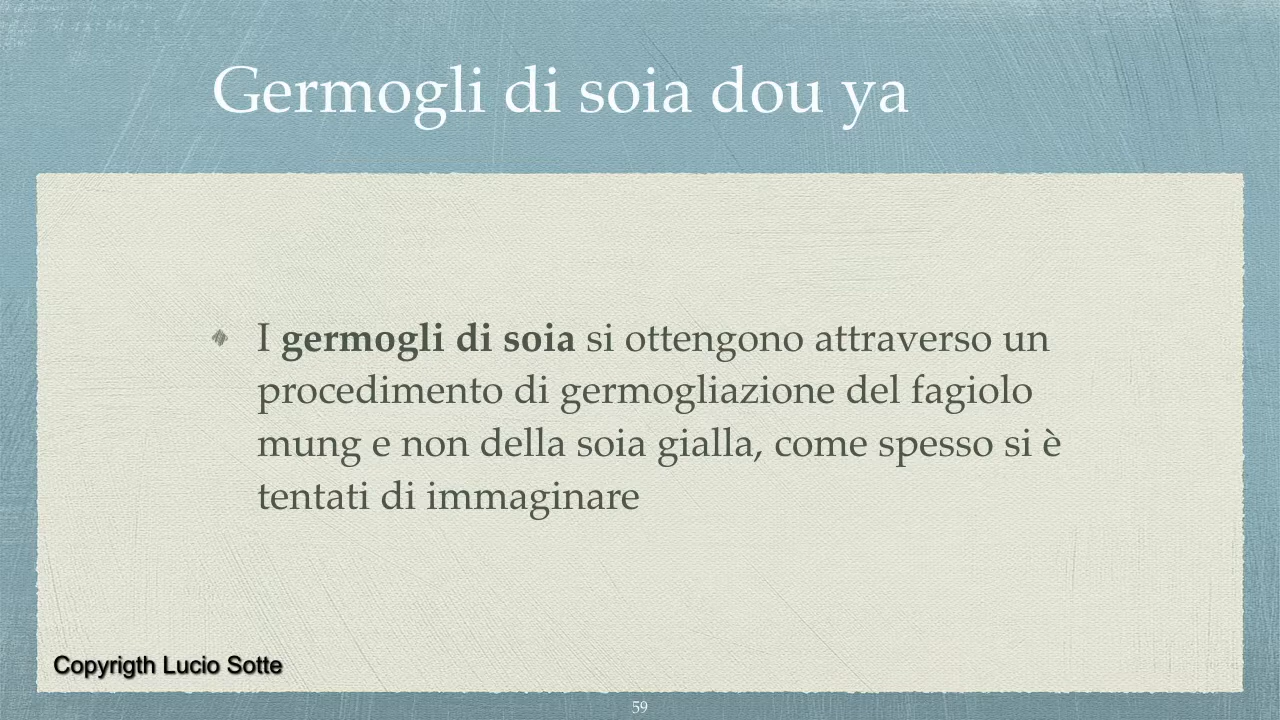 Germogli di soia dou ya
I germogli di soia si ottengono attraverso un
procedimento di germogliazione del fagiolo
mung e non della soia gialla, come spesso si è
tentati di immaginare
Copyrigth Lucio Sotte
59